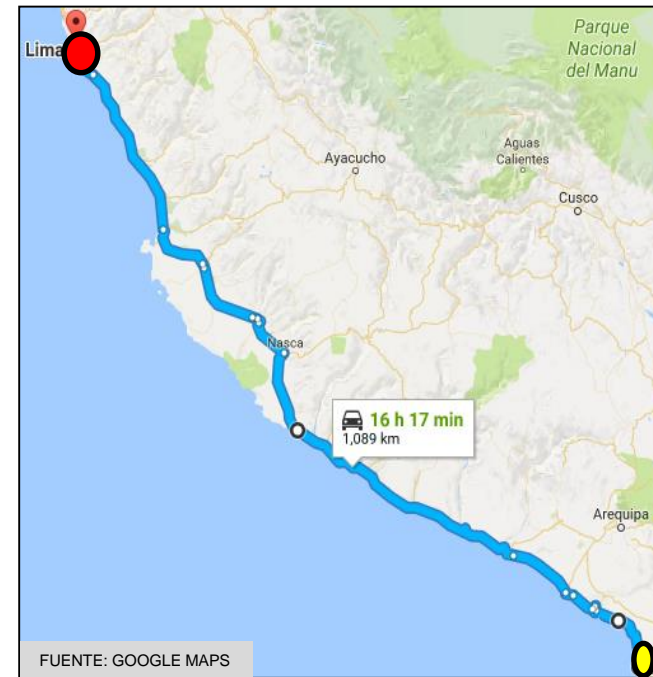 Parque
Nacional
del Manu
Lima
Ayacucho
Aguas
Calientes
Cusco
Nasca
16 h 17 min
1,089 km
Arequipa
FUENTE: GOOGLE MAPS